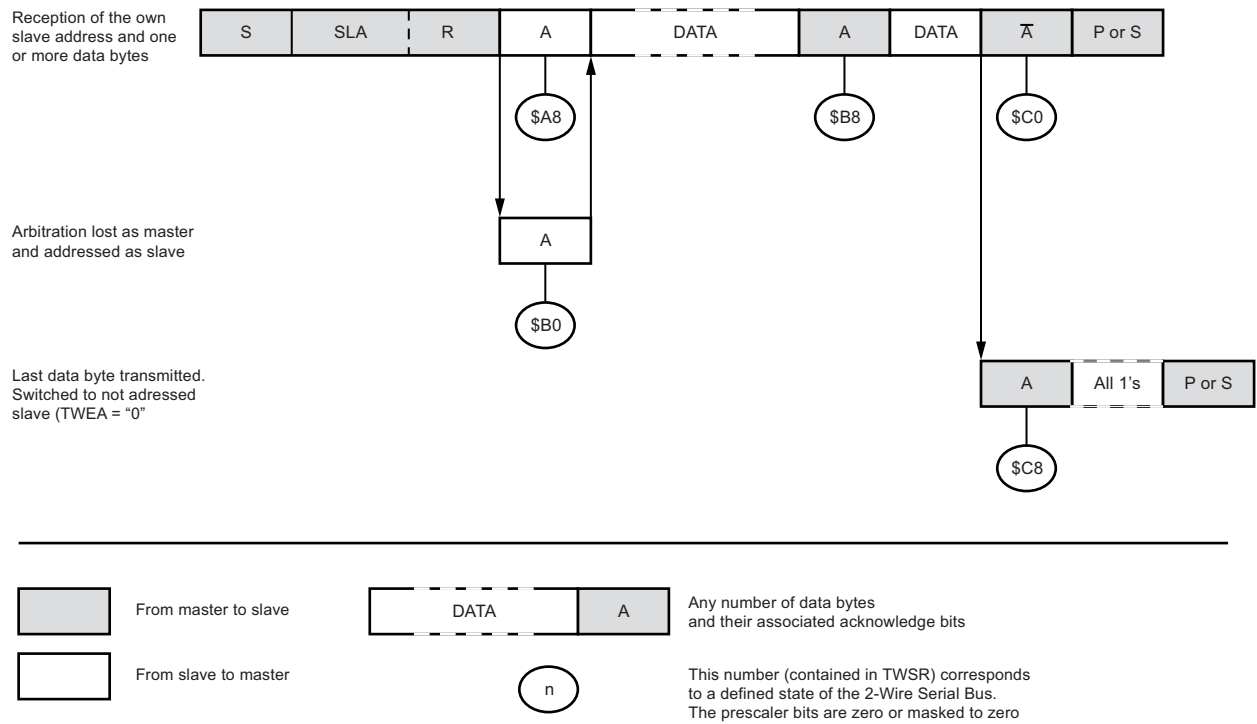 Reception of the own
slave address and one
or more data bytes
S SLA R A DATA A DATA A̅ P or S
$A8 $B8 $C0
Arbitration lost as master
and addressed as slave
A
$B0
Last data byte transmitted.
Switched to not adressed
slave (TWEA = “0”
A All 1's P or S
$C8
From master to slave
DATA A
Any number of data bytes
and their associated acknowledge bits
From slave to master
n
This number (contained in TWSR) corresponds
to a defined state of the 2-Wire Serial Bus.
The prescaler bits are zero or masked to zero